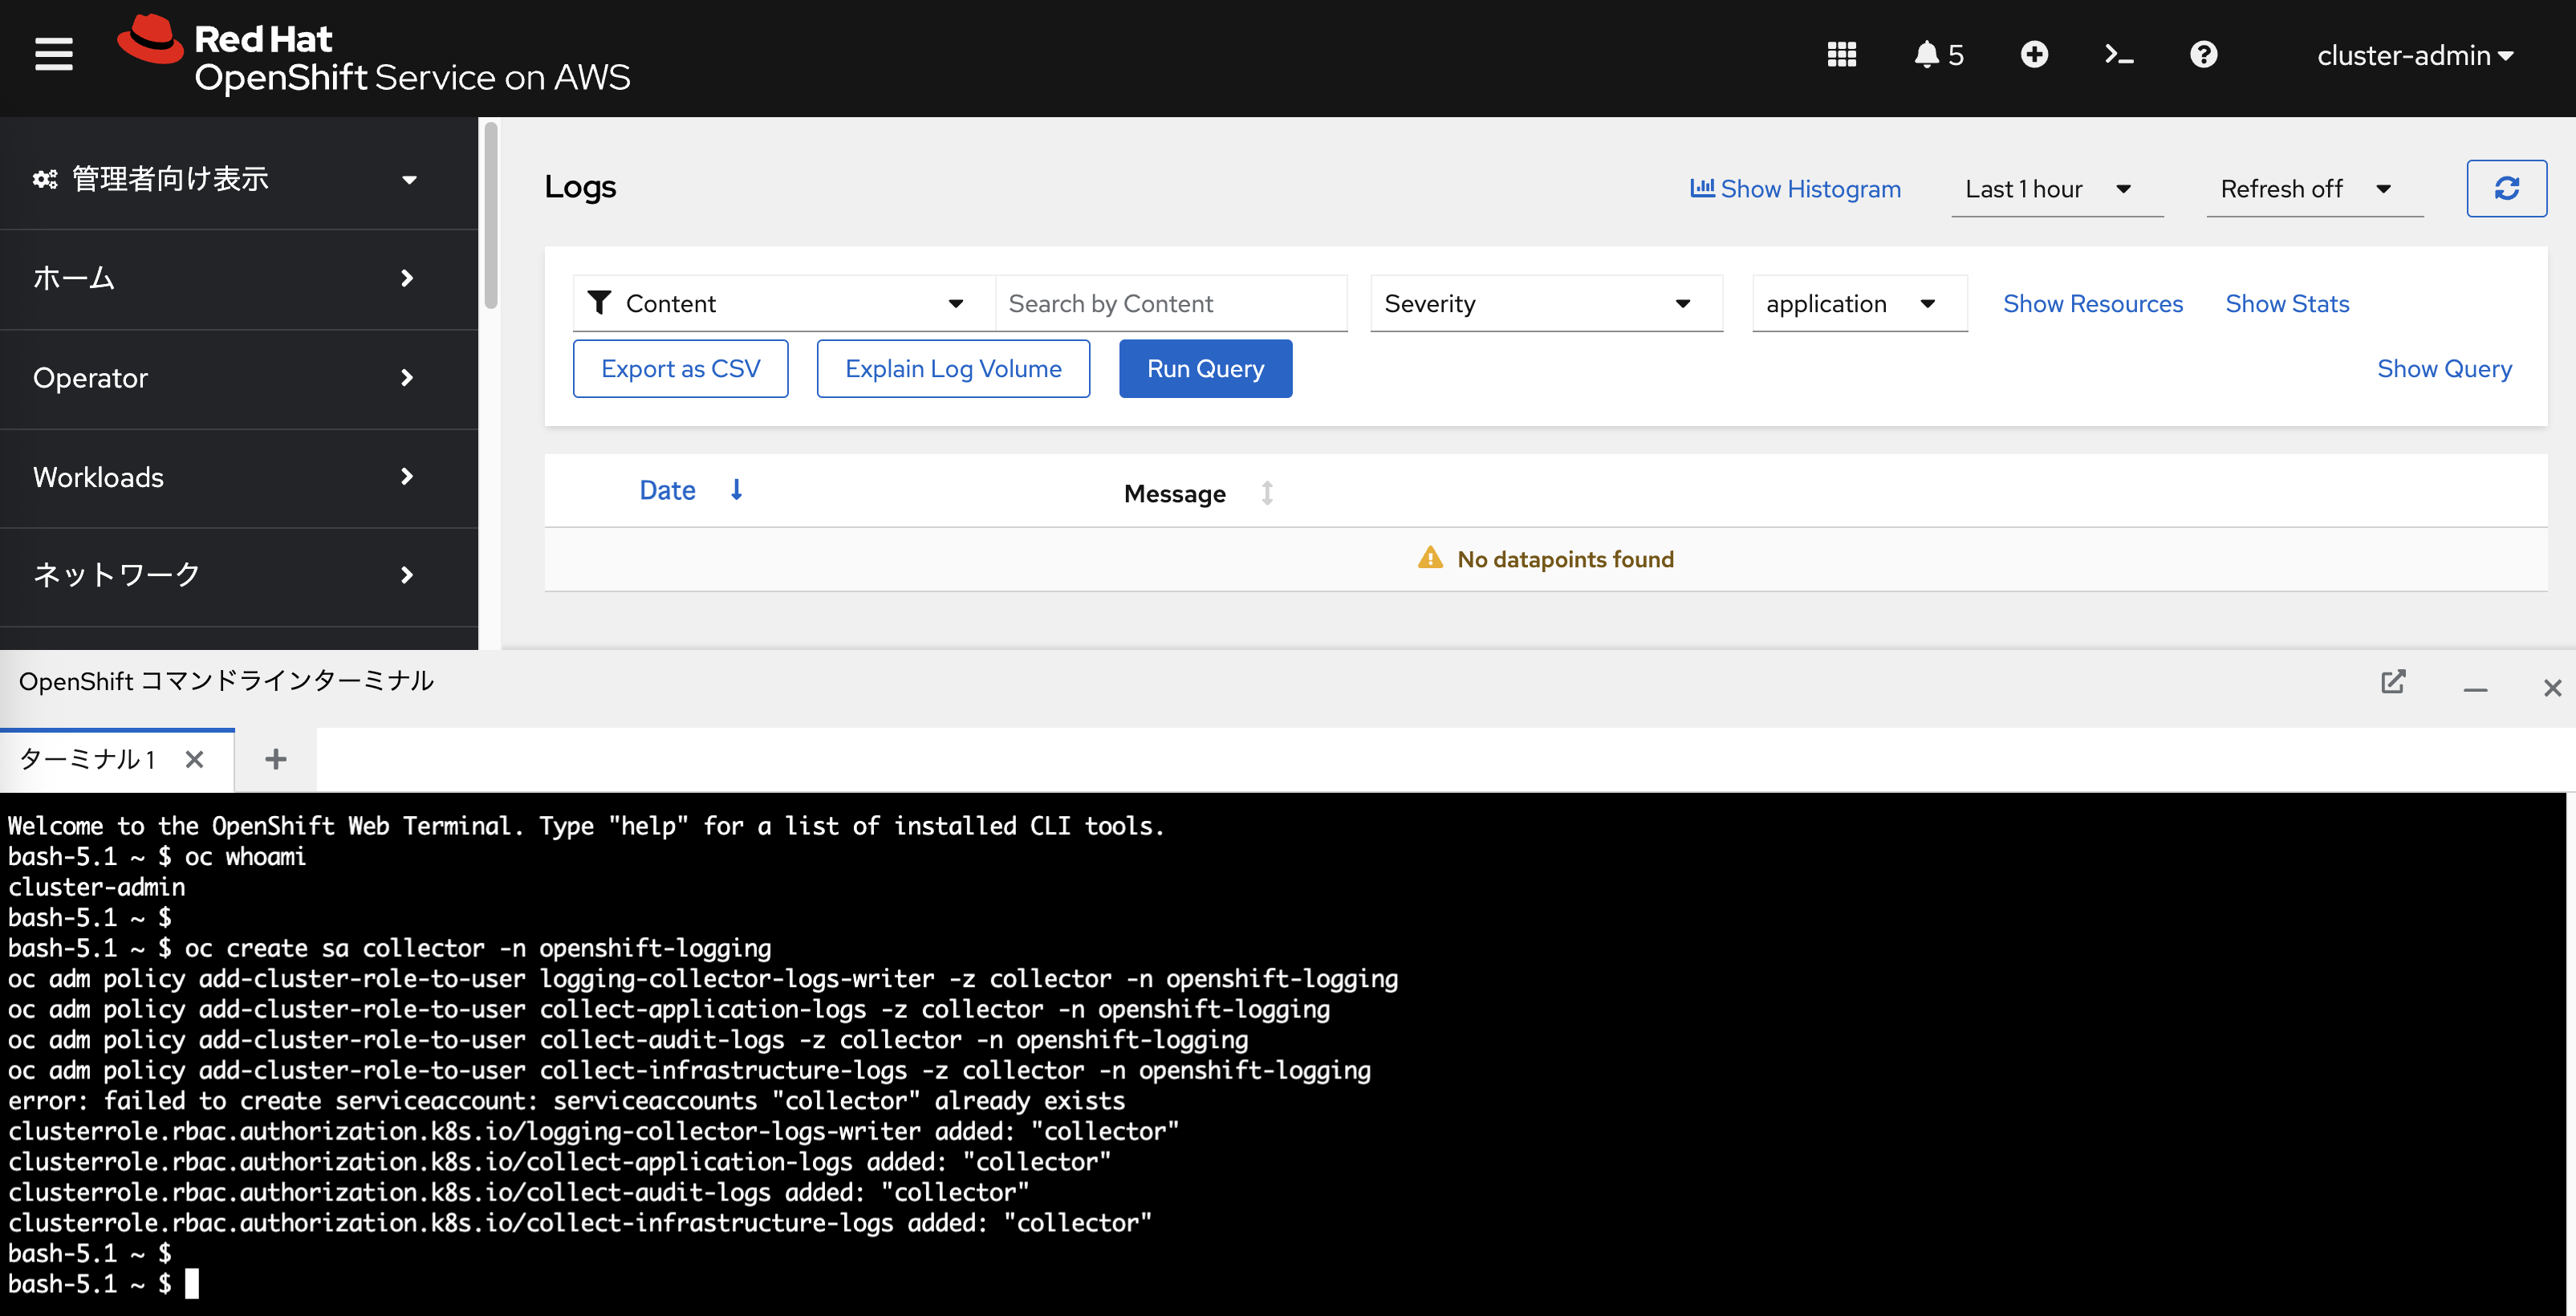 Red Hat
OpenShift Service on AWS
5
cluster-admin
管理者向け表示
ホーム
Operator
Workloads
ネットワーク
Logs
Show Histogram
Last 1 hour
Refresh off
Content
Search by Content
Severity
application
Show Resources
Show Stats
Export as CSV
Explain Log Volume
Run Query
Show Query
Date
Message
No datapoints found
OpenShift コマンドラインターミナル
ターミナル 1
Welcome to the OpenShift Web Terminal. Type "help" for a list of installed CLI tools.
bash-5.1 ~ $ oc whoami
cluster-admin
bash-5.1 ~ $
bash-5.1 ~ $ oc create sa collector -n openshift-logging
oc adm policy add-cluster-role-to-user logging-collector-logs-writer -z collector -n openshift-logging
oc adm policy add-cluster-role-to-user collect-application-logs -z collector -n openshift-logging
oc adm policy add-cluster-role-to-user collect-audit-logs -z collector -n openshift-logging
oc adm policy add-cluster-role-to-user collect-infrastructure-logs -z collector -n openshift-logging
error: failed to create serviceaccount: serviceaccounts "collector" already exists
clusterrole.rbac.authorization.k8s.io/logging-collector-logs-writer added: "collector"
clusterrole.rbac.authorization.k8s.io/collect-application-logs added: "collector"
clusterrole.rbac.authorization.k8s.io/collect-audit-logs added: "collector"
clusterrole.rbac.authorization.k8s.io/collect-infrastructure-logs added: "collector"
bash-5.1 ~ $
bash-5.1 ~ $